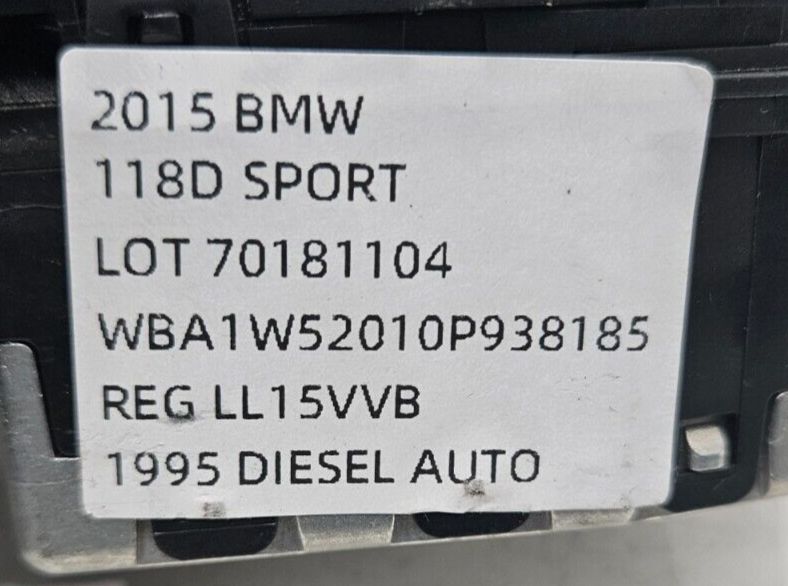 2015 BMW
118D SPORT
LOT 70181104
WBA1W52010P938185
REG LL15VVB
1995 DIESEL AUTO